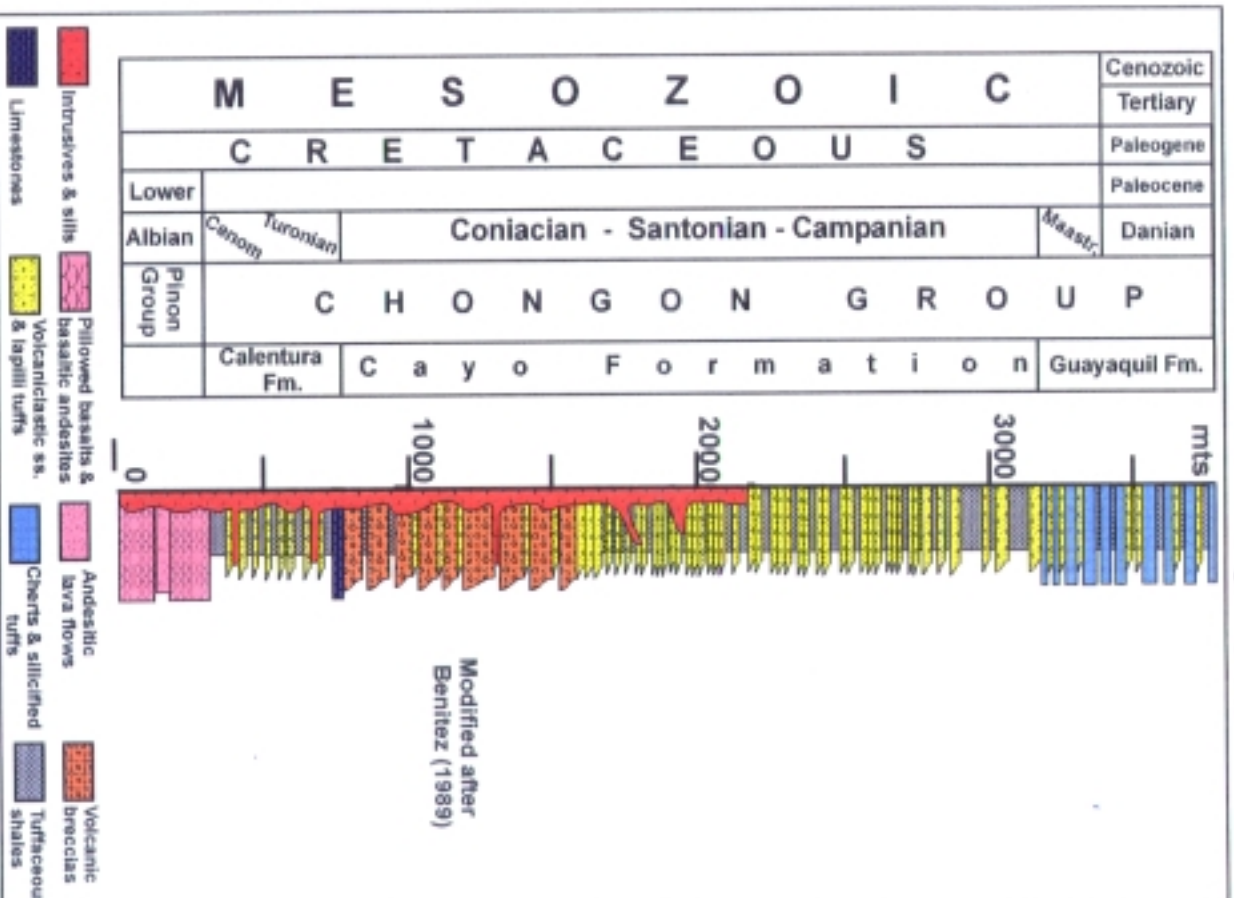 MESOZOIC
Cenozoic
Tertiary
CRETACEOUS
Paleogene
Lower
Paleocene
Albian
Cenom
Turonian
Coniacian - Santonian - Campanian
Maastr.
Danian
Pinon
Group
CHONGON GROUP
Calentura
Fm.
Cayo Formation
Guayaquil Fm.
0
1000
2000
3000
mts
Modified after
Benitez (1989)
Intrusives & sills
Pillowed basalts &
basaltic andesites
Andesitic
lava flows
Volcanic
breccias
Limestones
Volcaniclastic ss.
& lapilli tuffs
Cherts & silicified
tuffs
Tuffaceou
shales